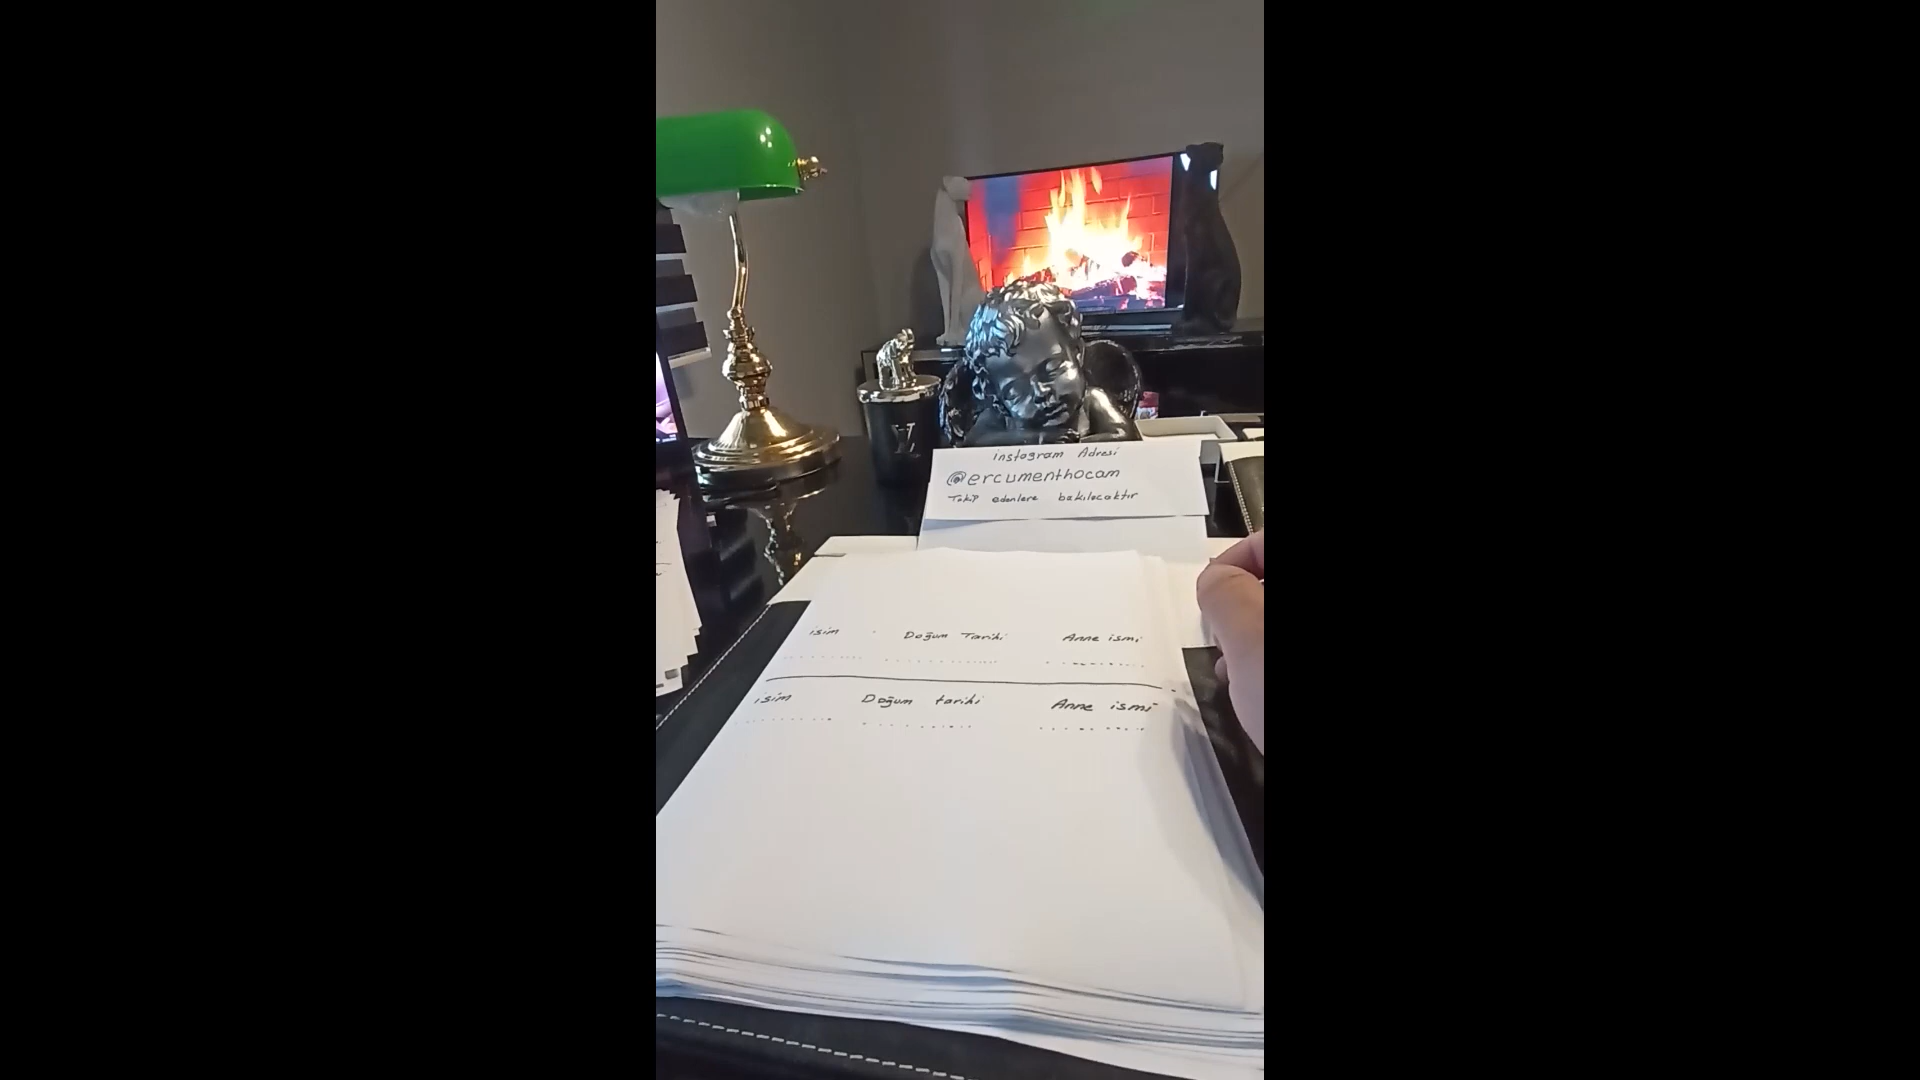 instagram Adresi
@ercumenthocam
Takip edenlere bakılacaktır
isim Doğum Tarihi Anne ismi
isim Doğum tarihi Anne ismi